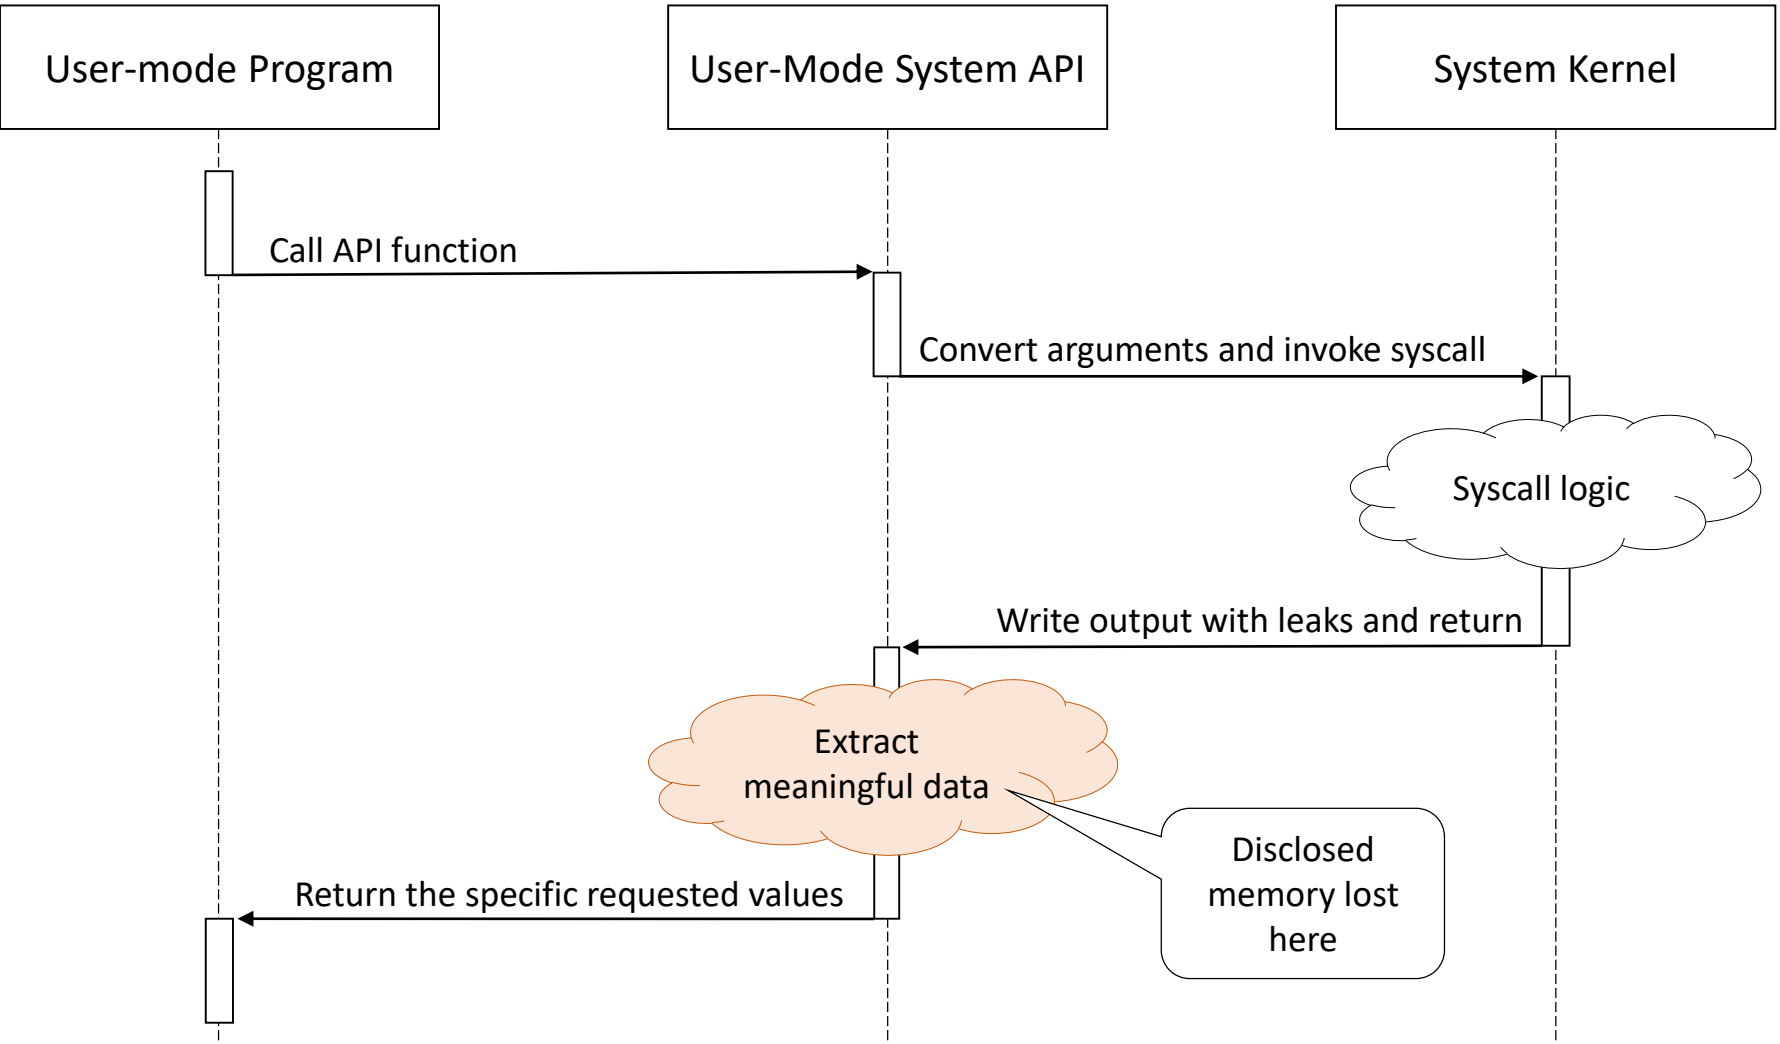 User-mode Program
User-Mode System API
System Kernel
Call API function
Convert arguments and invoke syscall
Syscall logic
Write output with leaks and return
Extract
meaningful data
Disclosed
memory lost
here
Return the specific requested values